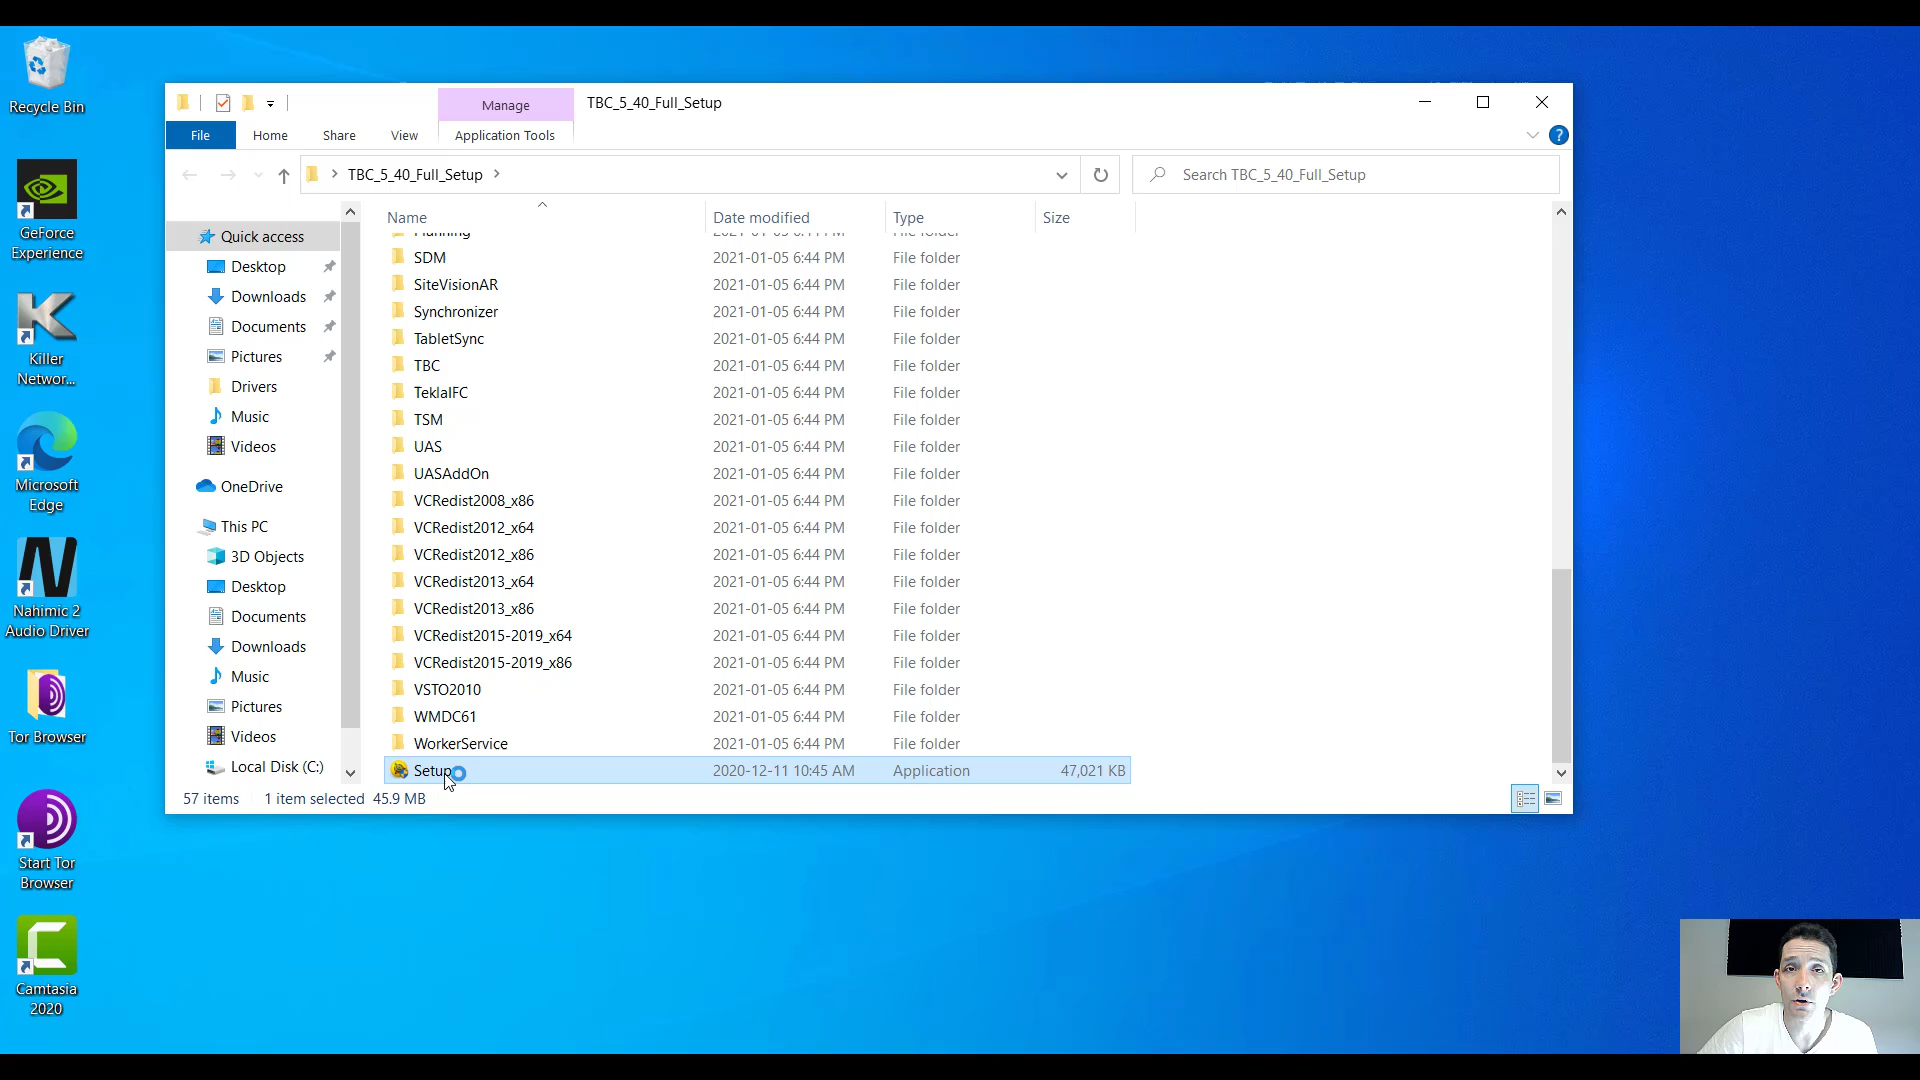 Recycle Bin
GeForce
Experience
Killer
Networ...
Microsoft
Edge
Nahimic 2
Audio Driver
Tor Browser
Start Tor
Browser
Camtasia
2020
Manage
TBC_5_40_Full_Setup
File
Home
Share
View
Application Tools
?
TBC_5_40_Full_Setup
Search TBC_5_40_Full_Setup
Quick access
Desktop
Downloads
Documents
Pictures
Drivers
Music
Videos
OneDrive
This PC
3D Objects
Desktop
Documents
Downloads
Music
Pictures
Videos
Local Disk (C:)
Name Date modified Type Size
Planning 2021-01-05 6:44 PM File folder
SDM 2021-01-05 6:44 PM File folder
SiteVisionAR 2021-01-05 6:44 PM File folder
Synchronizer 2021-01-05 6:44 PM File folder
TabletSync 2021-01-05 6:44 PM File folder
TBC 2021-01-05 6:44 PM File folder
TeklaIFC 2021-01-05 6:44 PM File folder
TSM 2021-01-05 6:44 PM File folder
UAS 2021-01-05 6:44 PM File folder
UASAddOn 2021-01-05 6:44 PM File folder
VCRedist2008_x86 2021-01-05 6:44 PM File folder
VCRedist2012_x64 2021-01-05 6:44 PM File folder
VCRedist2012_x86 2021-01-05 6:44 PM File folder
VCRedist2013_x64 2021-01-05 6:44 PM File folder
VCRedist2013_x86 2021-01-05 6:44 PM File folder
VCRedist2015-2019_x64 2021-01-05 6:44 PM File folder
VCRedist2015-2019_x86 2021-01-05 6:44 PM File folder
VSTO2010 2021-01-05 6:44 PM File folder
WMDC61 2021-01-05 6:44 PM File folder
WorkerService 2021-01-05 6:44 PM File folder
Setup 2020-12-11 10:45 AM Application 47,021 KB
57 items 1 item selected 45.9 MB